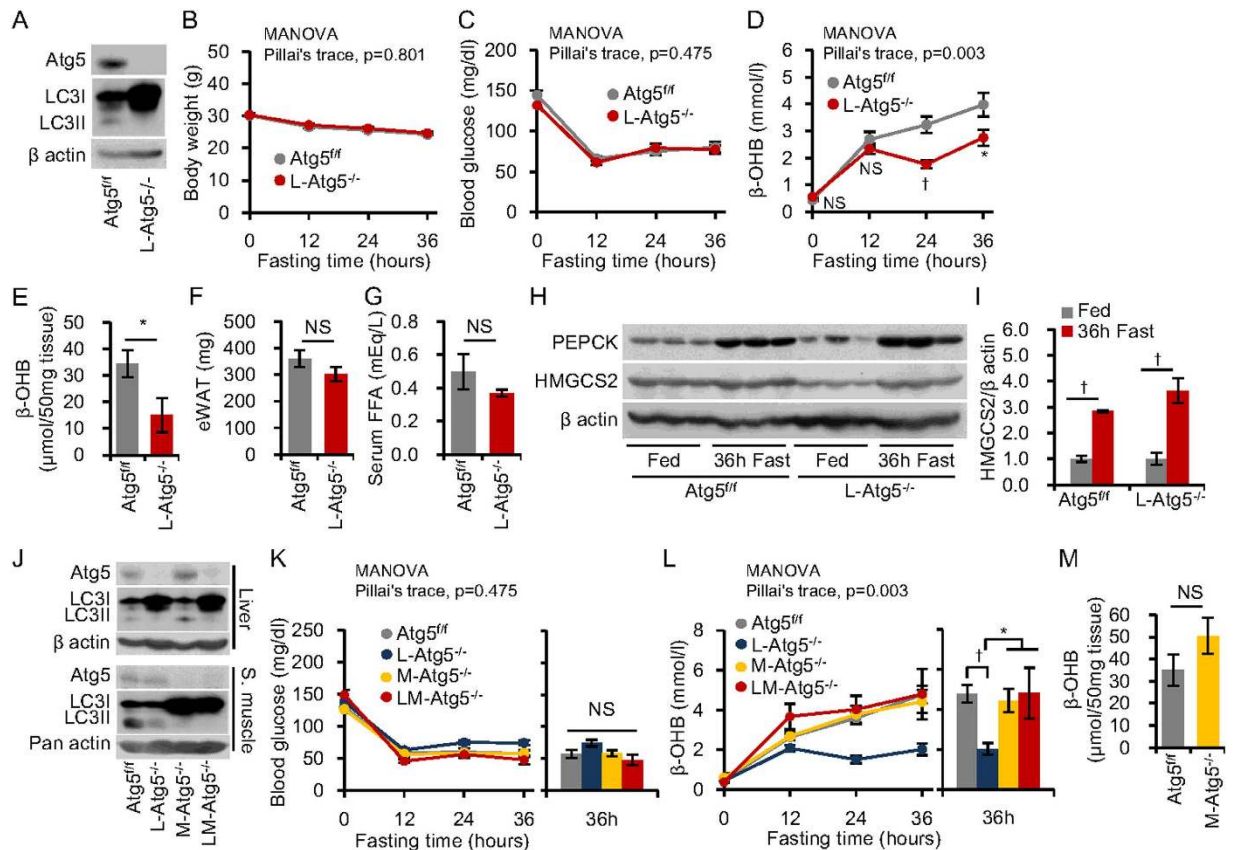 A
Atg5
LC3I
LC3II
β actin
Atg5f/f
L-Atg5-/-
B
MANOVA
Pillai's trace, p=0.801
Body weight (g)
50
40
30
20
10
0
Atg5f/f
L-Atg5-/-
0 12 24 36
Fasting time (hours)
C
MANOVA
Pillai's trace, p=0.475
Blood glucose (mg/dl)
200
150
100
50
0
Atg5f/f
L-Atg5-/-
0 12 24 36
Fasting time (hours)
D
MANOVA
Pillai's trace, p=0.003
β-OHB (mmol/l)
6
5
4
3
2
1
0
Atg5f/f
L-Atg5-/-
NS
NS
†
*
0 12 24 36
Fasting time (hours)
E
β-OHB
(μmol/50mg tissue)
50
40
30
20
10
0
*
Atg5f/f
L-Atg5-/-
F
eWAT (mg)
500
400
300
200
100
0
NS
Atg5f/f
L-Atg5-/-
G
Serum FFA (mEq/L)
0.8
0.6
0.4
0.2
0.0
NS
Atg5f/f
L-Atg5-/-
H
PEPCK
HMGCS2
β actin
Fed 36h Fast Fed 36h Fast
Atg5f/f L-Atg5-/-
I
Fed
36h Fast
HMGCS2/β actin
6.0
5.0
4.0
3.0
2.0
1.0
0.0
†
†
Atg5f/f L-Atg5-/-
J
Atg5
LC3I
LC3II
β actin
Liver
Atg5
LC3I
LC3II
Pan actin
S. muscle
Atg5f/f
L-Atg5-/-
M-Atg5-/-
LM-Atg5-/-
K
MANOVA
Pillai's trace, p=0.475
Blood glucose (mg/dl)
250
200
150
100
50
0
Atg5f/f
L-Atg5-/-
M-Atg5-/-
LM-Atg5-/-
NS
0 12 24 36 36h
Fasting time (hours)
L
MANOVA
Pillai's trace, p=0.003
β-OHB (mmol/l)
8
6
4
2
0
Atg5f/f
L-Atg5-/-
M-Atg5-/-
LM-Atg5-/-
†
*
0 12 24 36 36h
Fasting time (hours)
M
β-OHB
(μmol/50mg tissue)
60
50
40
30
20
10
0
NS
Atg5f/f
M-Atg5-/-